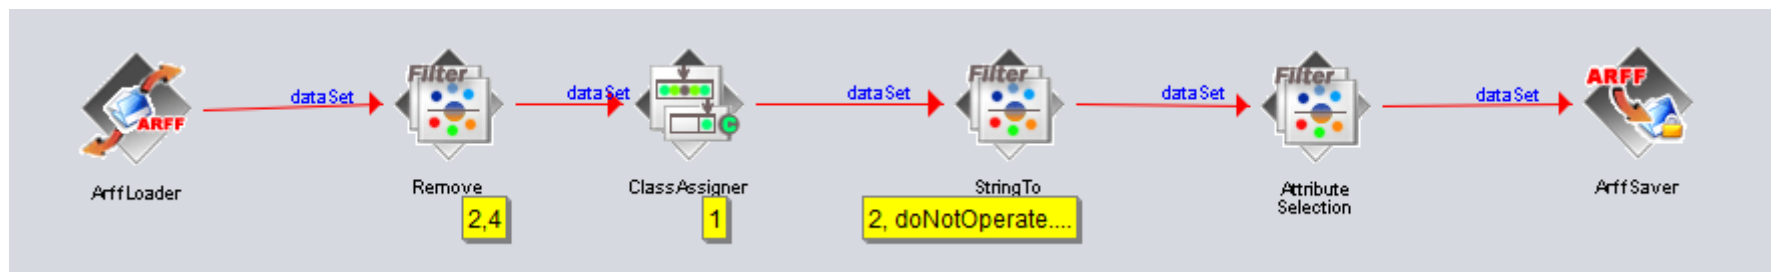 ARFF
ArffLoader
dataSet
Filter
Remove
2,4
dataSet
C
ClassAssigner
1
dataSet
Filter
StringTo
2, doNotOperate....
dataSet
Filter
Attribute
Selection
dataSet
ARFF
ArffSaver